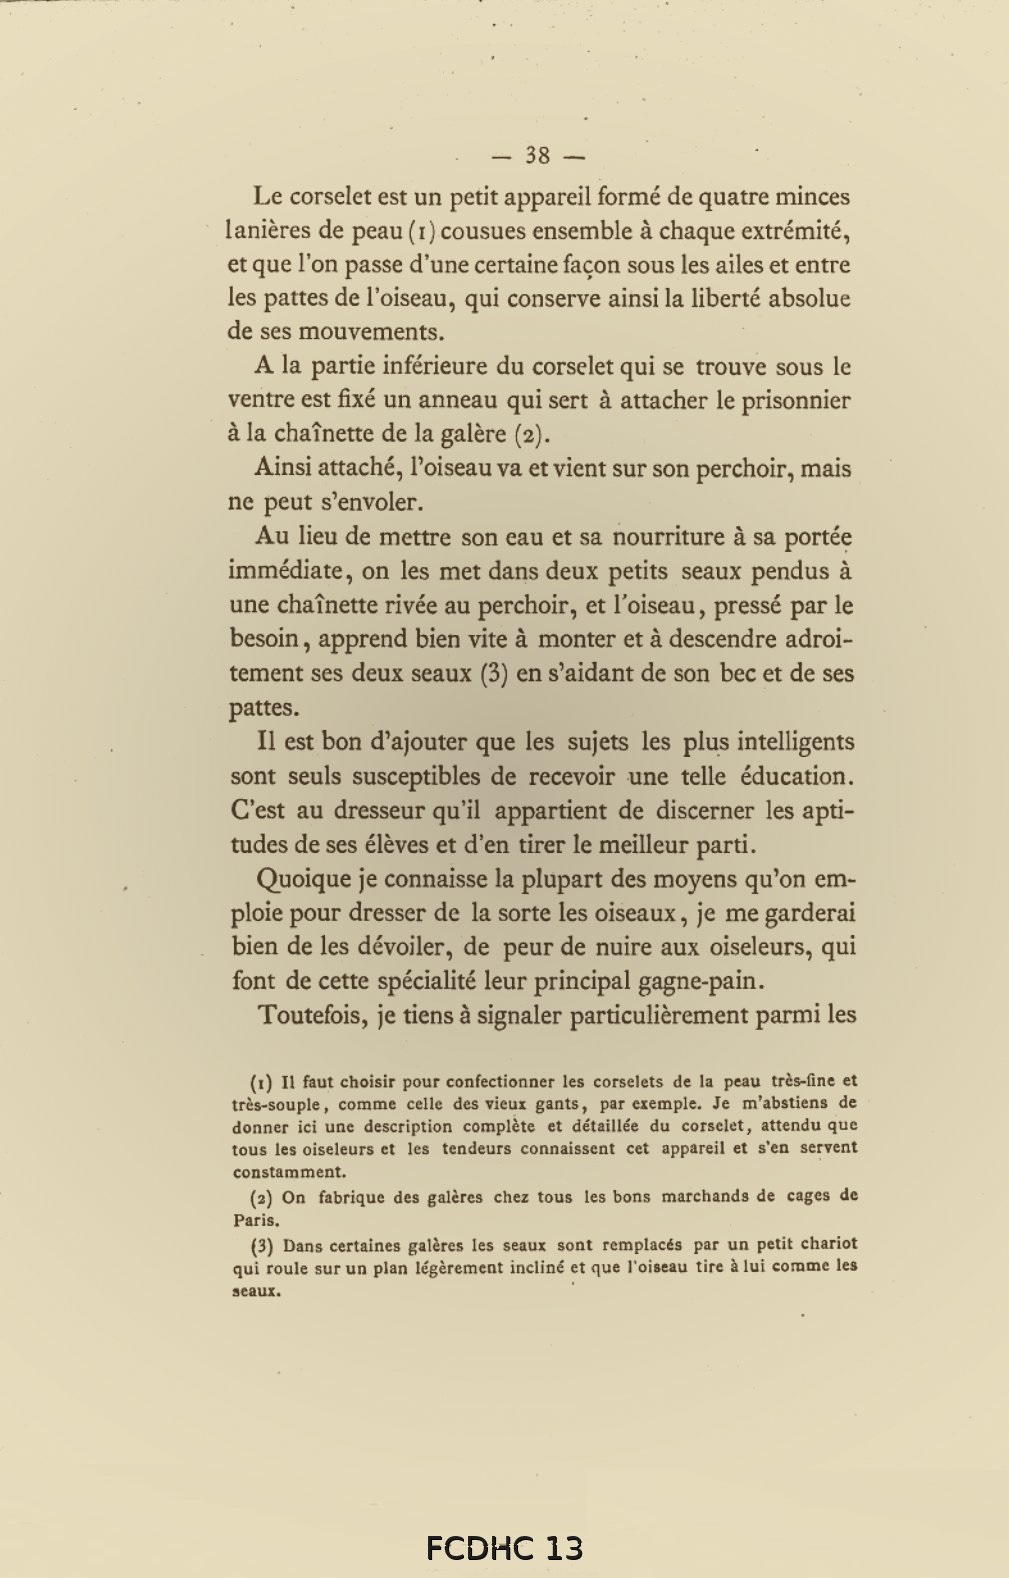 — 38 —
Le corselet est un petit appareil formé de quatre minces
lanières de peau (1) cousues ensemble à chaque extrémité,
et que l'on passe d'une certaine façon sous les ailes et entre
les pattes de l'oiseau, qui conserve ainsi la liberté absolue
de ses mouvements.
A la partie inférieure du corselet qui se trouve sous le
ventre est fixé un anneau qui sert à attacher le prisonnier
à la chaînette de la galère (2).
Ainsi attaché, l'oiseau va et vient sur son perchoir, mais
ne peut s'envoler.
Au lieu de mettre son eau et sa nourriture à sa portée
immédiate, on les met dans deux petits seaux pendus à
une chaînette rivée au perchoir, et l'oiseau, pressé par le
besoin, apprend bien vite à monter et à descendre adroi-
tement ses deux seaux (3) en s'aidant de son bec et de ses
pattes.
Il est bon d'ajouter que les sujets les plus intelligents
sont seuls susceptibles de recevoir une telle éducation.
C'est au dresseur qu'il appartient de discerner les apti-
tudes de ses élèves et d'en tirer le meilleur parti.
Quoique je connaisse la plupart des moyens qu'on em-
ploie pour dresser de la sorte les oiseaux, je me garderai
bien de les dévoiler, de peur de nuire aux oiseleurs, qui
font de cette spécialité leur principal gagne-pain.
Toutefois, je tiens à signaler particulièrement parmi les
(1) Il faut choisir pour confectionner les corselets de la peau très-fine et
très-souple, comme celle des vieux gants, par exemple. Je m'abstiens de
donner ici une description complète et détaillée du corselet, attendu que
tous les oiseleurs et les tendeurs connaissent cet appareil et s'en servent
constamment.
(2) On fabrique des galères chez tous les bons marchands de cages de
Paris.
(3) Dans certaines galères les seaux sont remplacés par un petit chariot
qui roule sur un plan légèrement incliné et que l'oiseau tire à lui comme les
seaux.
FCDHC 13